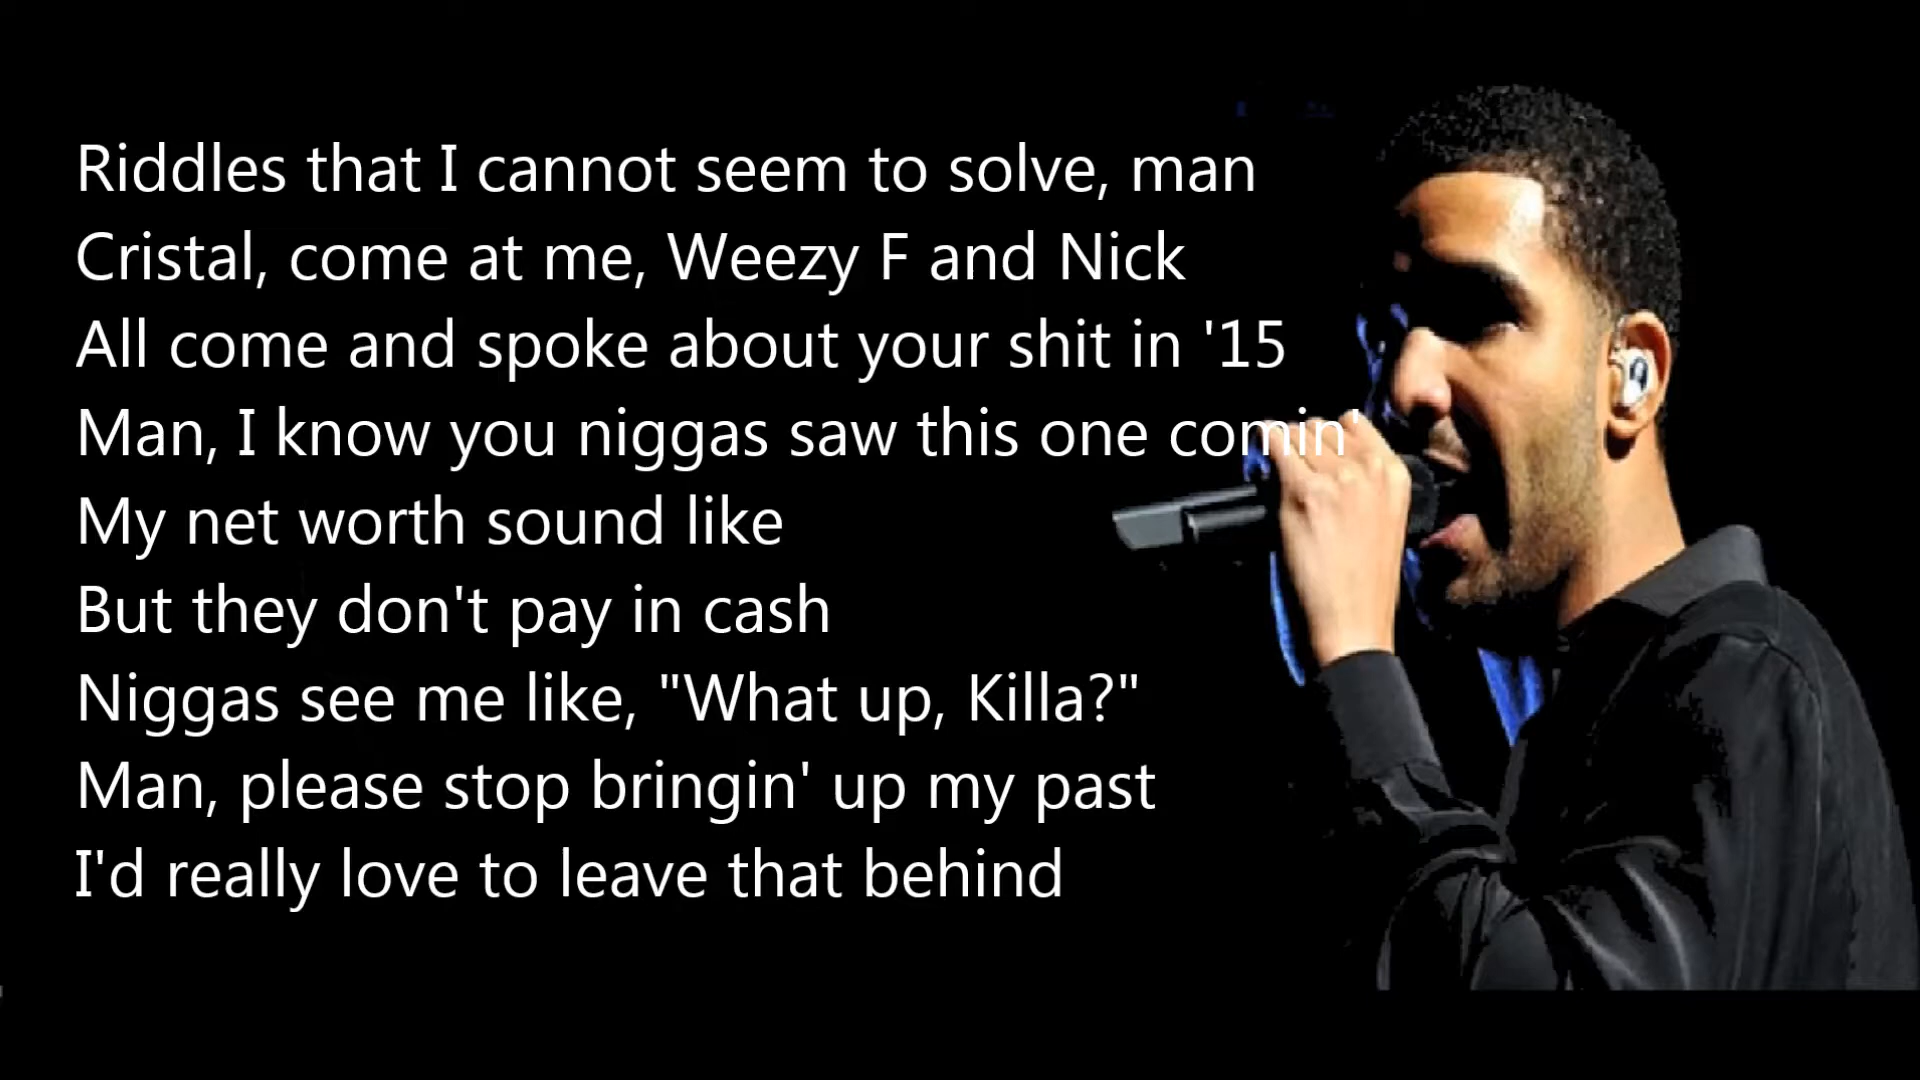 Riddles that I cannot seem to solve, man
Cristal, come at me, Weezy F and Nick
All come and spoke about your shit in '15
Man, I know you niggas saw this one comin'
My net worth sound like
But they don't pay in cash
Niggas see me like, "What up, Killa?"
Man, please stop bringin' up my past
I'd really love to leave that behind